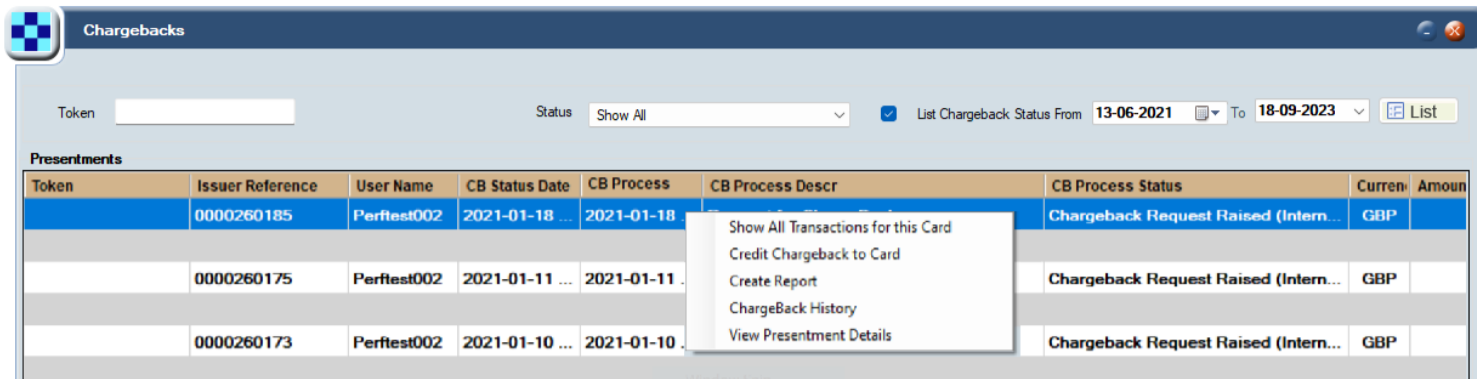 Chargebacks
Token Status Show All List Chargeback Status From 13-06-2021 To 18-09-2023 List
Presentments
Token Issuer Reference User Name CB Status Date CB Process CB Process Descr CB Process Status Curren Amoun
0000260185 Perftest002 2021-01-18 ... 2021-01-18 . Chargeback Request Raised (Intern... GBP
Show All Transactions for this Card
Credit Chargeback to Card
0000260175 Perftest002 2021-01-11 ... 2021-01-11 . Create Report Chargeback Request Raised (Intern... GBP
ChargeBack History
0000260173 Perftest002 2021-01-10 ... 2021-01-10 . View Presentment Details Chargeback Request Raised (Intern... GBP